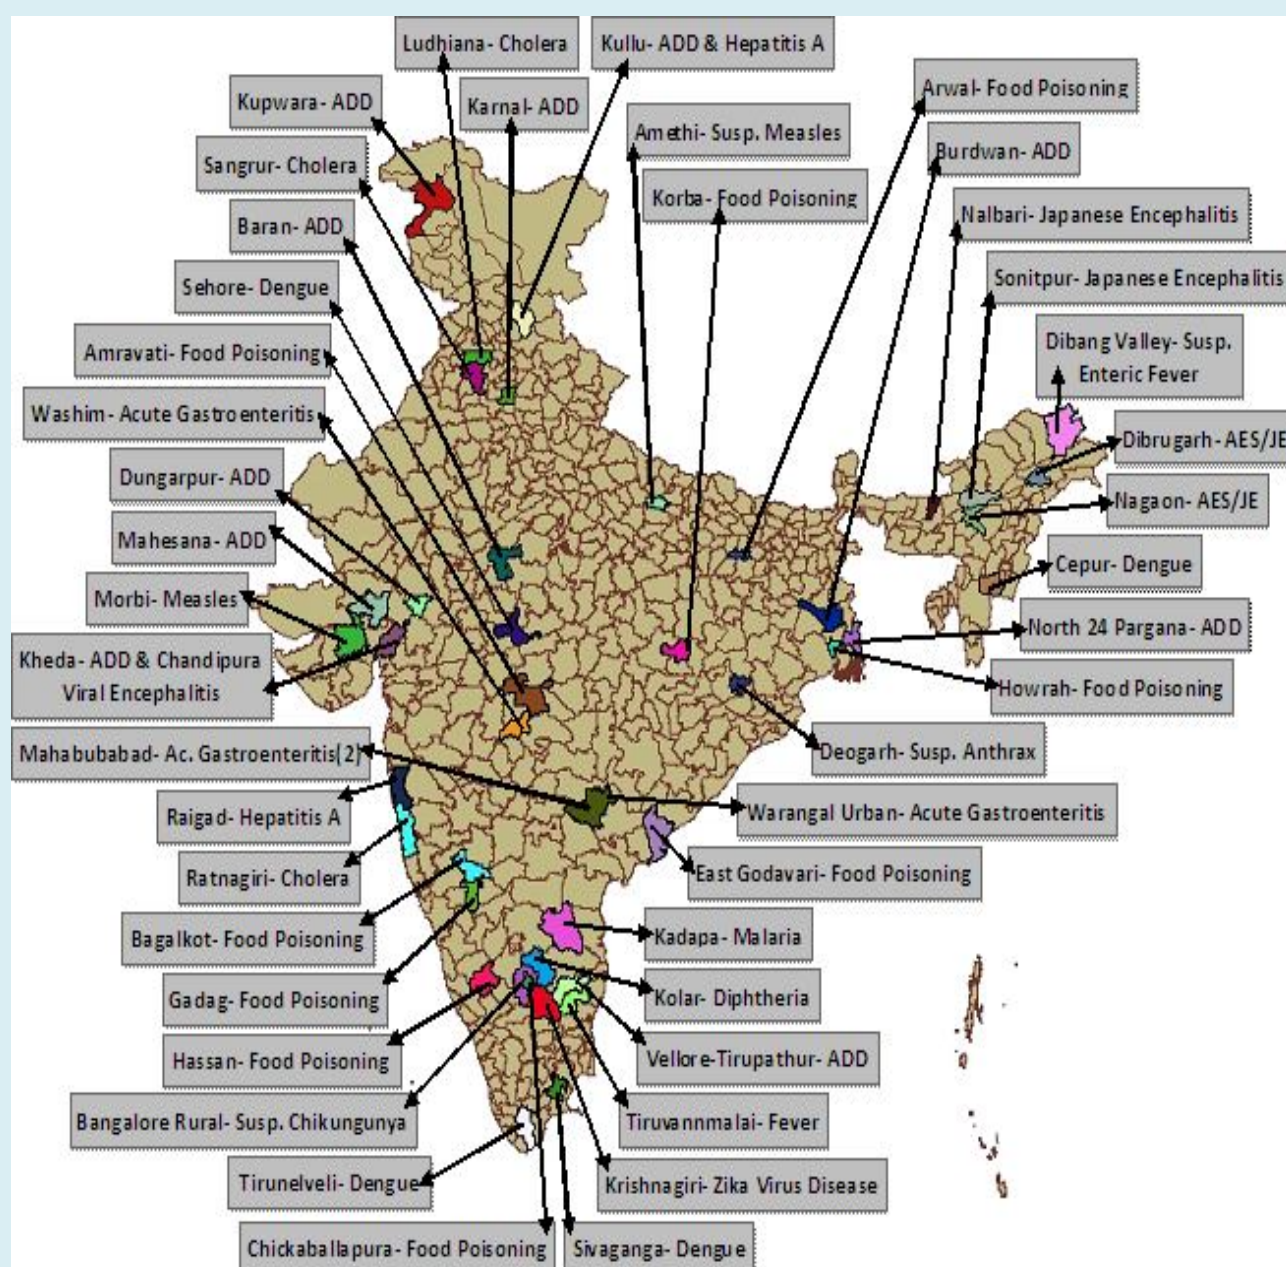 Ludhiana- Cholera
Kullu- ADD & Hepatitis A
Kupwara- ADD
Karnal- ADD
Arwal- Food Poisoning
Amethi- Susp. Measles
Sangrur- Cholera
Burdwan- ADD
Korba- Food Poisoning
Baran- ADD
Nalbari- Japanese Encephalitis
Sehore- Dengue
Sonitpur- Japanese Encephalitis
Amravati- Food Poisoning
Dibang Valley- Susp.
Enteric Fever
Washim- Acute Gastroenteritis
Dibrugarh- AES/JE
Dungarpur- ADD
Nagaon- AES/JE
Mahesana- ADD
Cepur- Dengue
Morbi- Measles
North 24 Pargana- ADD
Kheda- ADD & Chandipura
Viral Encephalitis
Howrah- Food Poisoning
Mahabubabad- Ac. Gastroenteritis(2)
Deogarh- Susp. Anthrax
Raigad- Hepatitis A
Warangal Urban- Acute Gastroenteritis
Ratnagiri- Cholera
East Godavari- Food Poisoning
Bagalkot- Food Poisoning
Kadapa- Malaria
Gadag- Food Poisoning
Kolar- Diphtheria
Hassan- Food Poisoning
Vellore-Tirupathur- ADD
Bangalore Rural- Susp. Chikungunya
Tiruvannmalai- Fever
Tirunelveli- Dengue
Krishnagiri- Zika Virus Disease
Chickaballapura- Food Poisoning
Sivaganga- Dengue